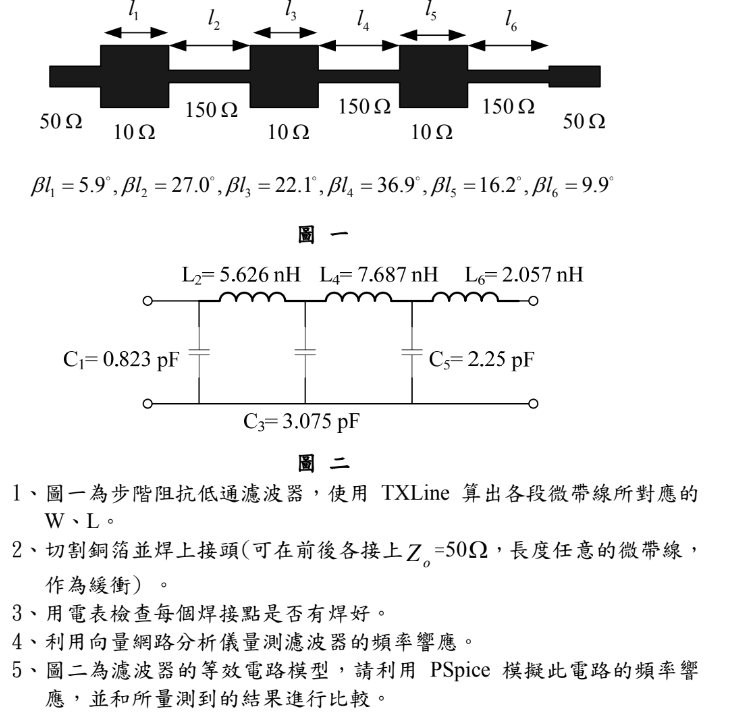 l₁ l₂ l₃ l₄ l₅ l₆
50 Ω 10 Ω 150 Ω 10 Ω 150 Ω 10 Ω 150 Ω 50 Ω
βl₁ = 5.9°, βl₂ = 27.0°, βl₃ = 22.1°, βl₄ = 36.9°, βl₅ = 16.2°, βl₆ = 9.9°
圖 一
L₂= 5.626 nH L₄= 7.687 nH L₆= 2.057 nH
C₁= 0.823 pF C₅= 2.25 pF
C₃= 3.075 pF
圖 二
1、圖一為步階阻抗低通濾波器，使用 TXLine 算出各段微帶線所對應的
W、L。
2、切割銅箔並焊上接頭(可在前後各接上Zₒ=50Ω，長度任意的微帶線，
作為緩衝) 。
3、用電表檢查每個焊接點是否有焊好。
4、利用向量網路分析儀量測濾波器的頻率響應。
5、圖二為濾波器的等效電路模型，請利用 PSpice 模擬此電路的頻率響
應，並和所量測到的結果進行比較。